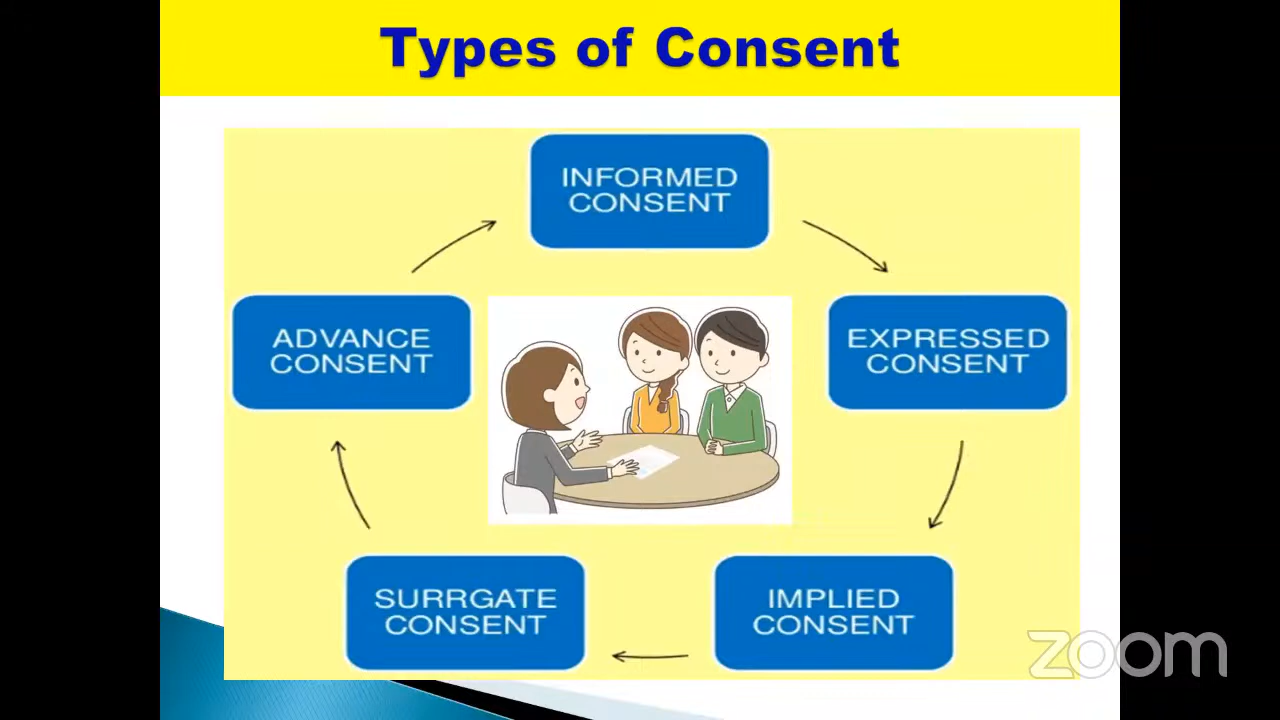 Types of Consent
INFORMED
CONSENT
ADVANCE
CONSENT
EXPRESSED
CONSENT
SURRGATE
CONSENT
IMPLIED
CONSENT
zoom